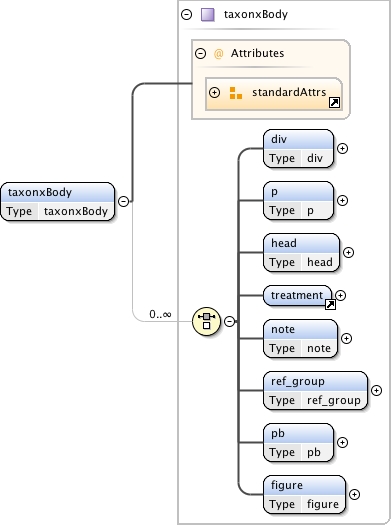 taxonxBody
@ Attributes
standardAttrs
taxonxBody
Type taxonxBody
0..∞
div
Type div
p
Type p
head
Type head
treatment
note
Type note
ref_group
Type ref_group
pb
Type pb
figure
Type figure